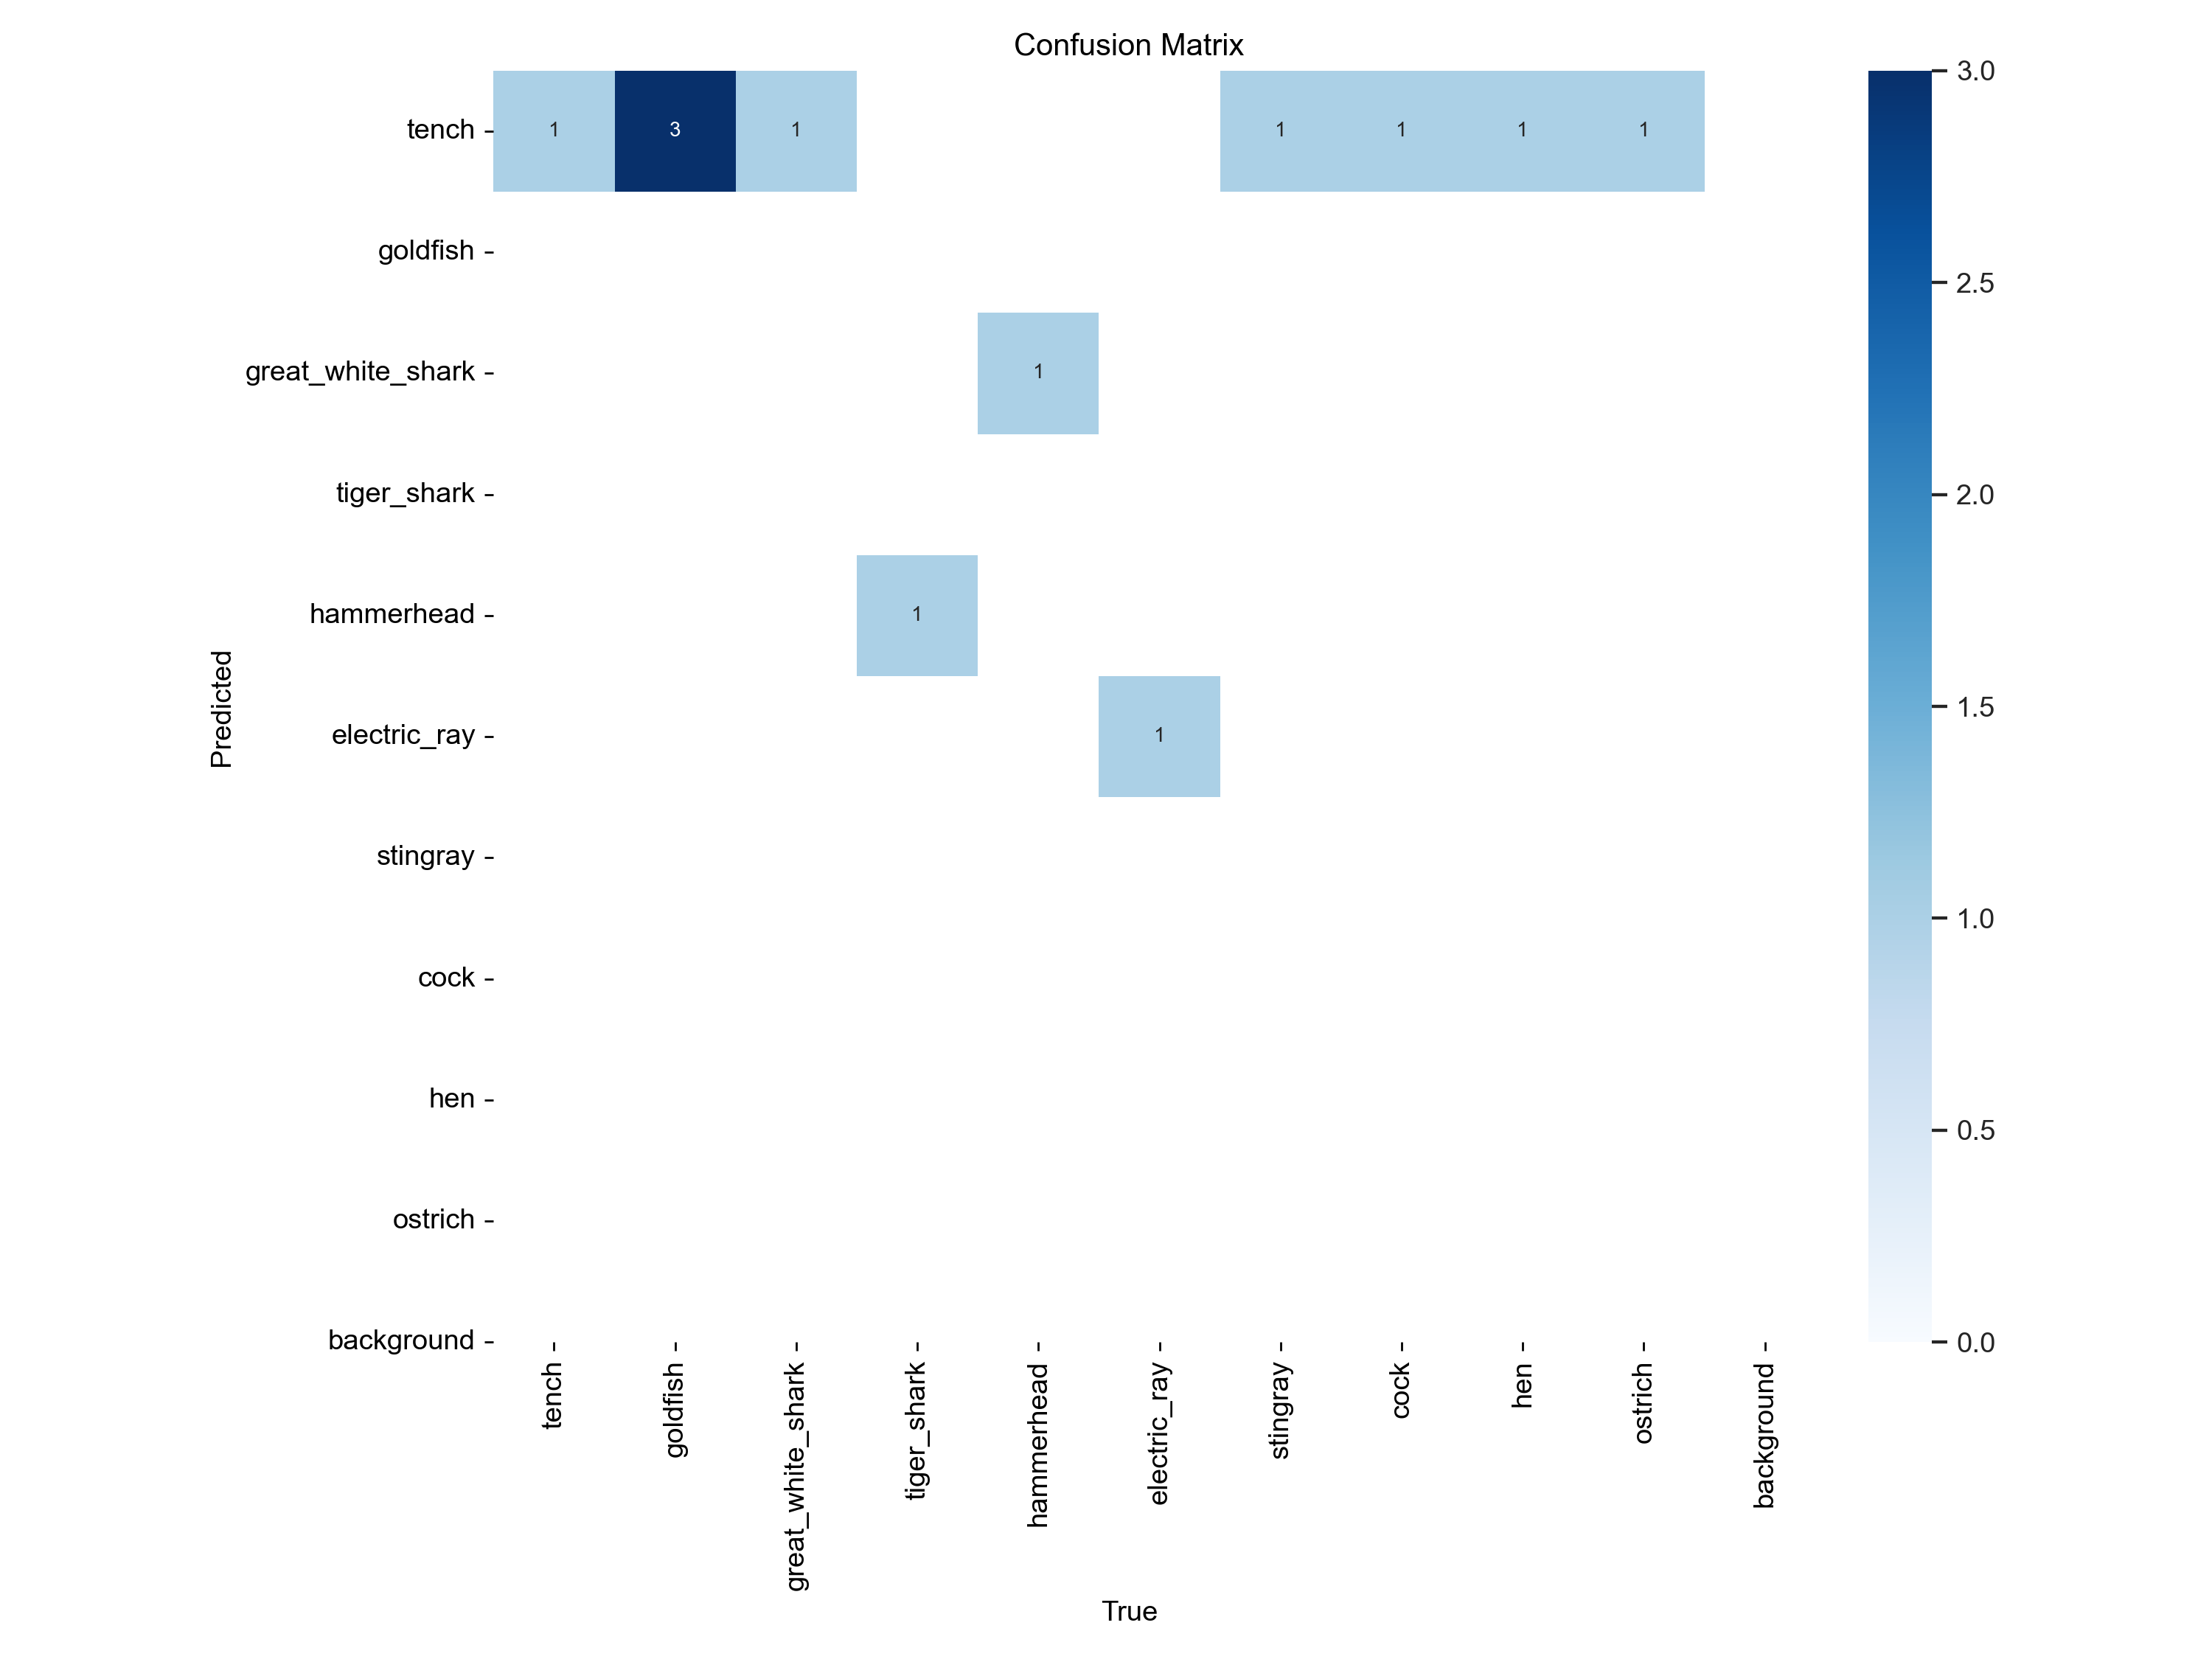 Confusion Matrix
tench
1 3 1 1 1 1 1
goldfish
great_white_shark
1
tiger_shark
hammerhead
1
electric_ray
1
stingray
cock
hen
ostrich
background
Predicted
tench
goldfish
great_white_shark
tiger_shark
hammerhead
electric_ray
stingray
cock
hen
ostrich
background
True
3.0
2.5
2.0
1.5
1.0
0.5
0.0